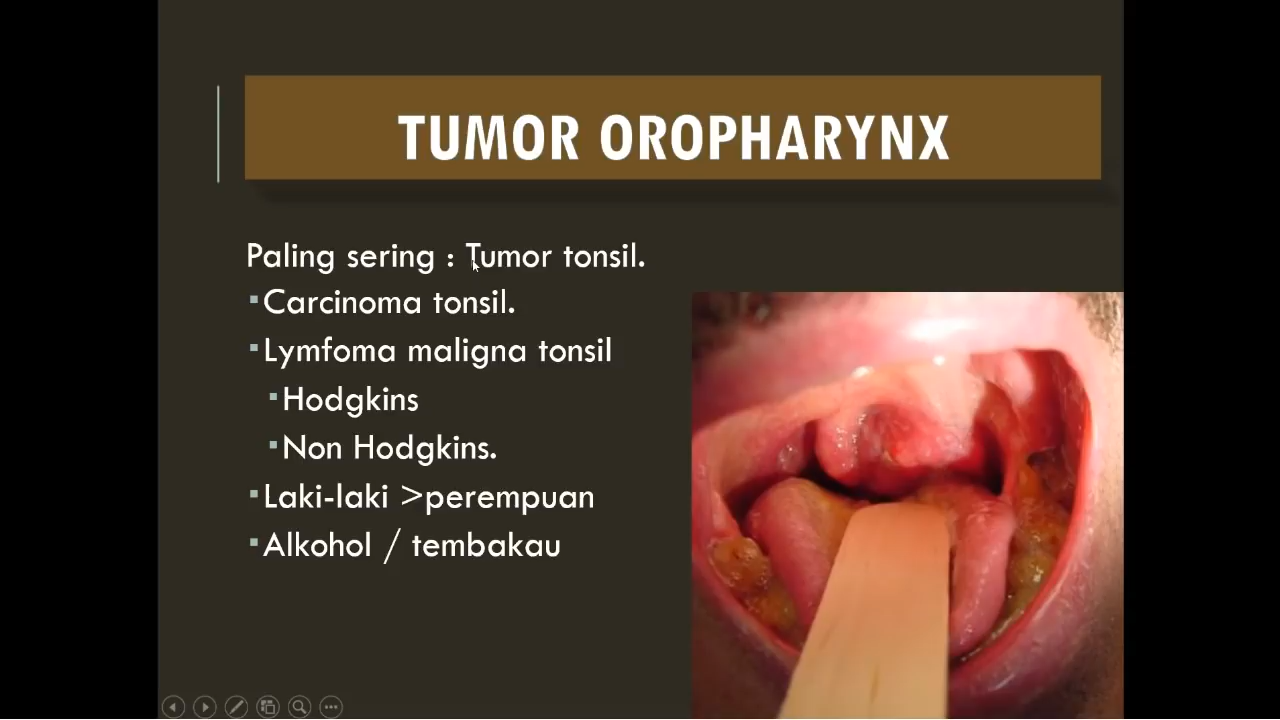 TUMOR OROPHARYNX
Paling sering : Tumor tonsil.
▪Carcinoma tonsil.
▪Lymfoma maligna tonsil
▪Hodgkins
▪Non Hodgkins.
▪Laki-laki >perempuan
▪Alkohol / tembakau